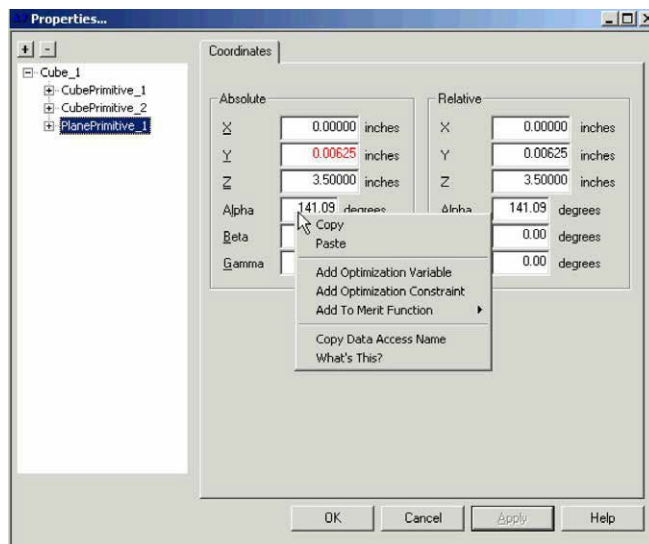 Properties...
+ -
Cube_1
CubePrimitive_1
CubePrimitive_2
PlanePrimitive_1
Coordinates
Absolute
X 0.00000 inches
Y 0.00625 inches
Z 3.50000 inches
Alpha 141.09 degrees
Beta
Gamma
Relative
X 0.00000 inches
Y 0.00625 inches
Z 3.50000 inches
Alpha 141.09 degrees
0.00 degrees
0.00 degrees
Copy
Paste
Add Optimization Variable
Add Optimization Constraint
Add To Merit Function
Copy Data Access Name
What's This?
OK Cancel Apply Help